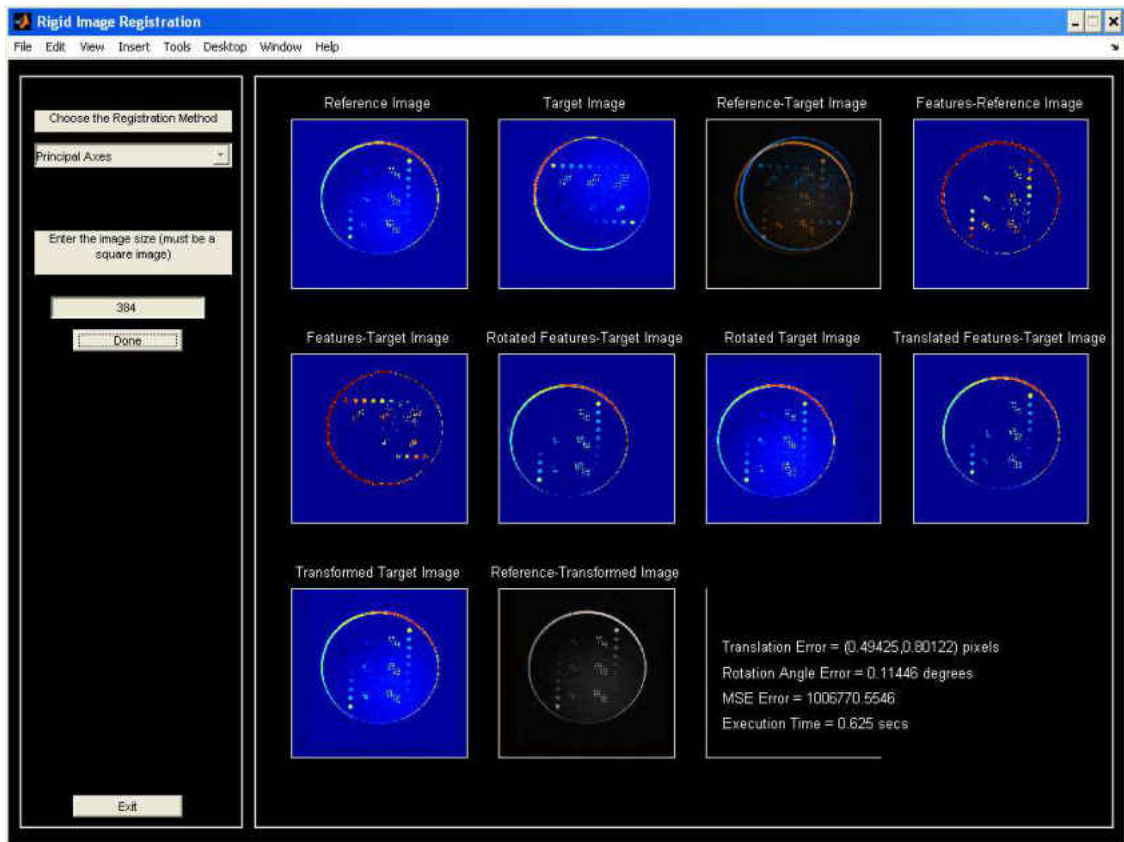 Rigid Image Registration
File Edit View Insert Tools Desktop Window Help
Choose the Registration Method
Principal Axes
Enter the image size (must be a
square image)
384
Done
Exit
Reference Image Target Image Reference-Target Image Features-Reference Image
Features-Target Image Rotated Features-Target Image Rotated Target Image Translated Features-Target Image
Transformed Target Image Reference-Transformed Image
Translation Error = (0.49425,0.80122) pixels
Rotation Angle Error = 0.11446 degrees
MSE Error = 1006770.5546
Execution Time = 0.625 secs